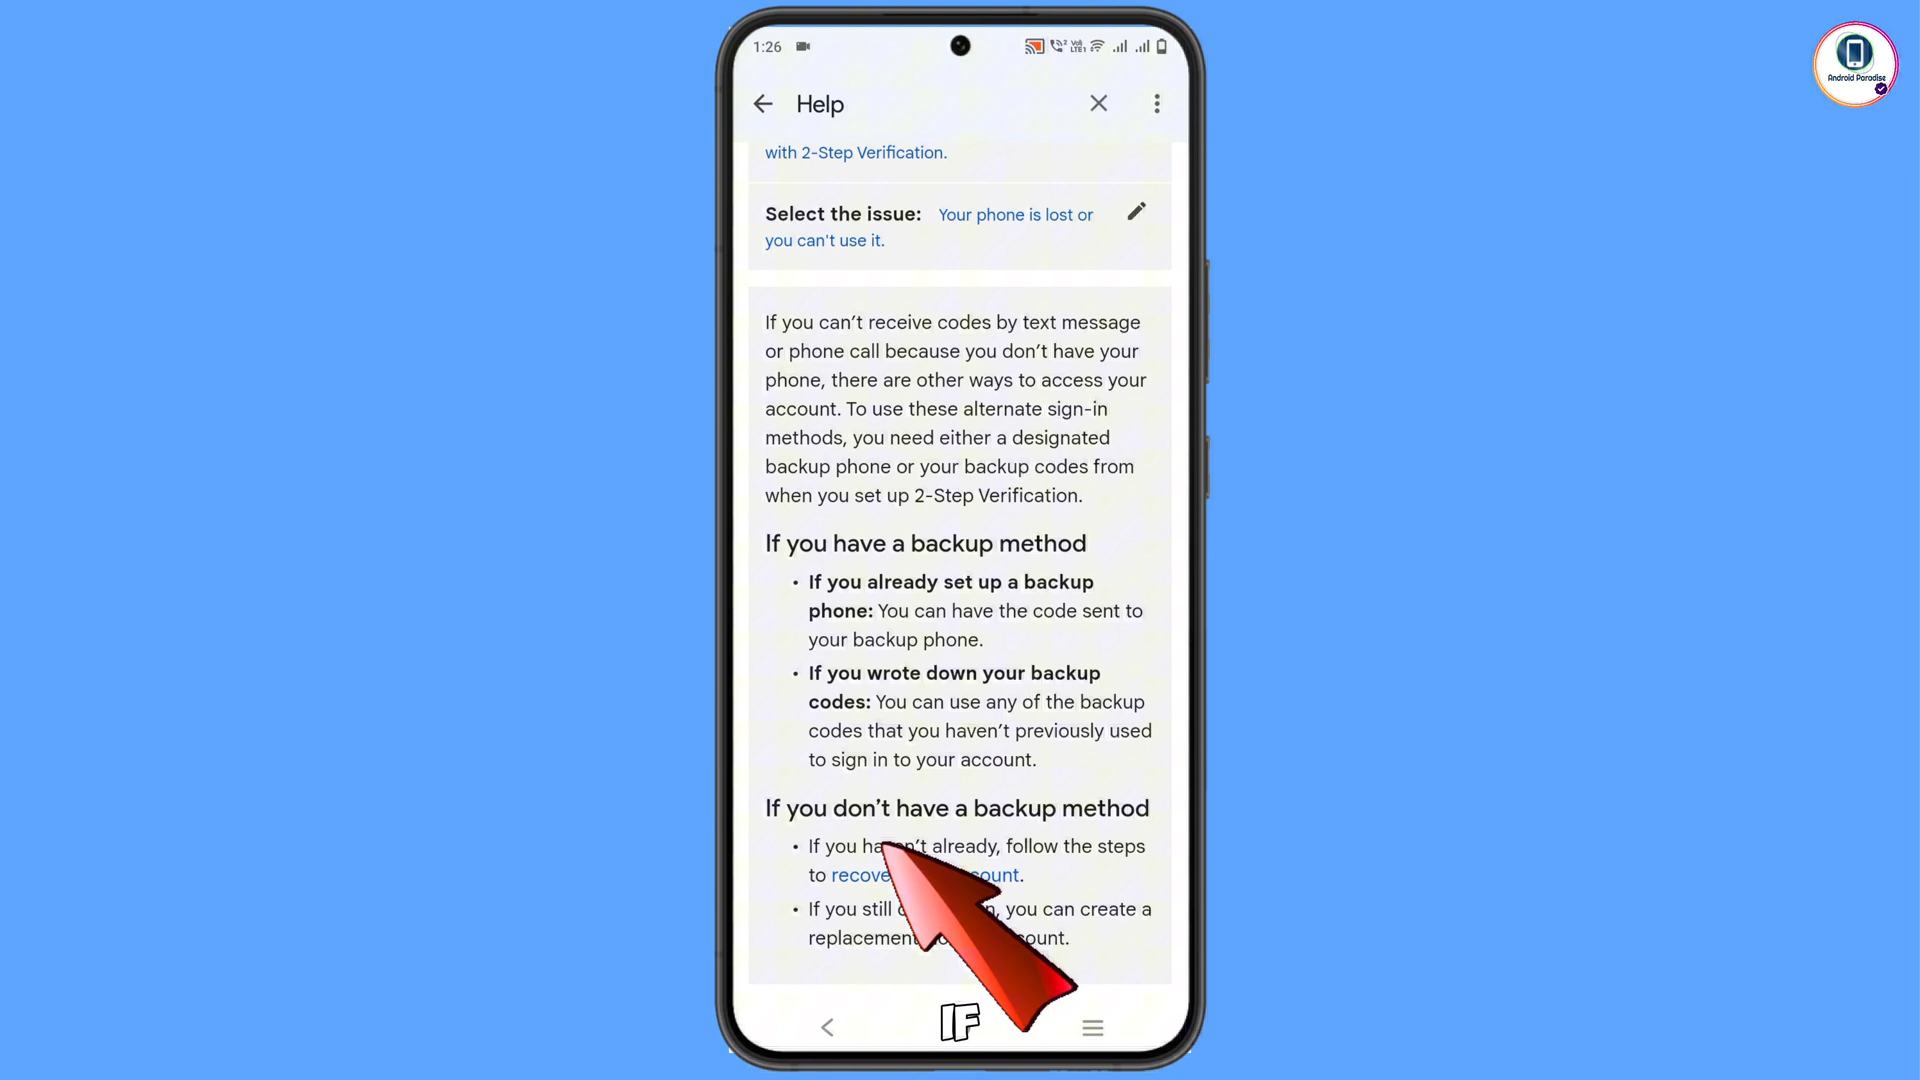 1:26
Android Paradise
Help
with 2-Step Verification.
Select the issue: Your phone is lost or
you can't use it.
If you can’t receive codes by text message
or phone call because you don’t have your
phone, there are other ways to access your
account. To use these alternate sign-in
methods, you need either a designated
backup phone or your backup codes from
when you set up 2-Step Verification.
If you have a backup method
• If you already set up a backup
phone: You can have the code sent to
your backup phone.
• If you wrote down your backup
codes: You can use any of the backup
codes that you haven’t previously used
to sign in to your account.
If you don’t have a backup method
• If you haven’t already, follow the steps
to
• If you still you can create a
replacement
IF